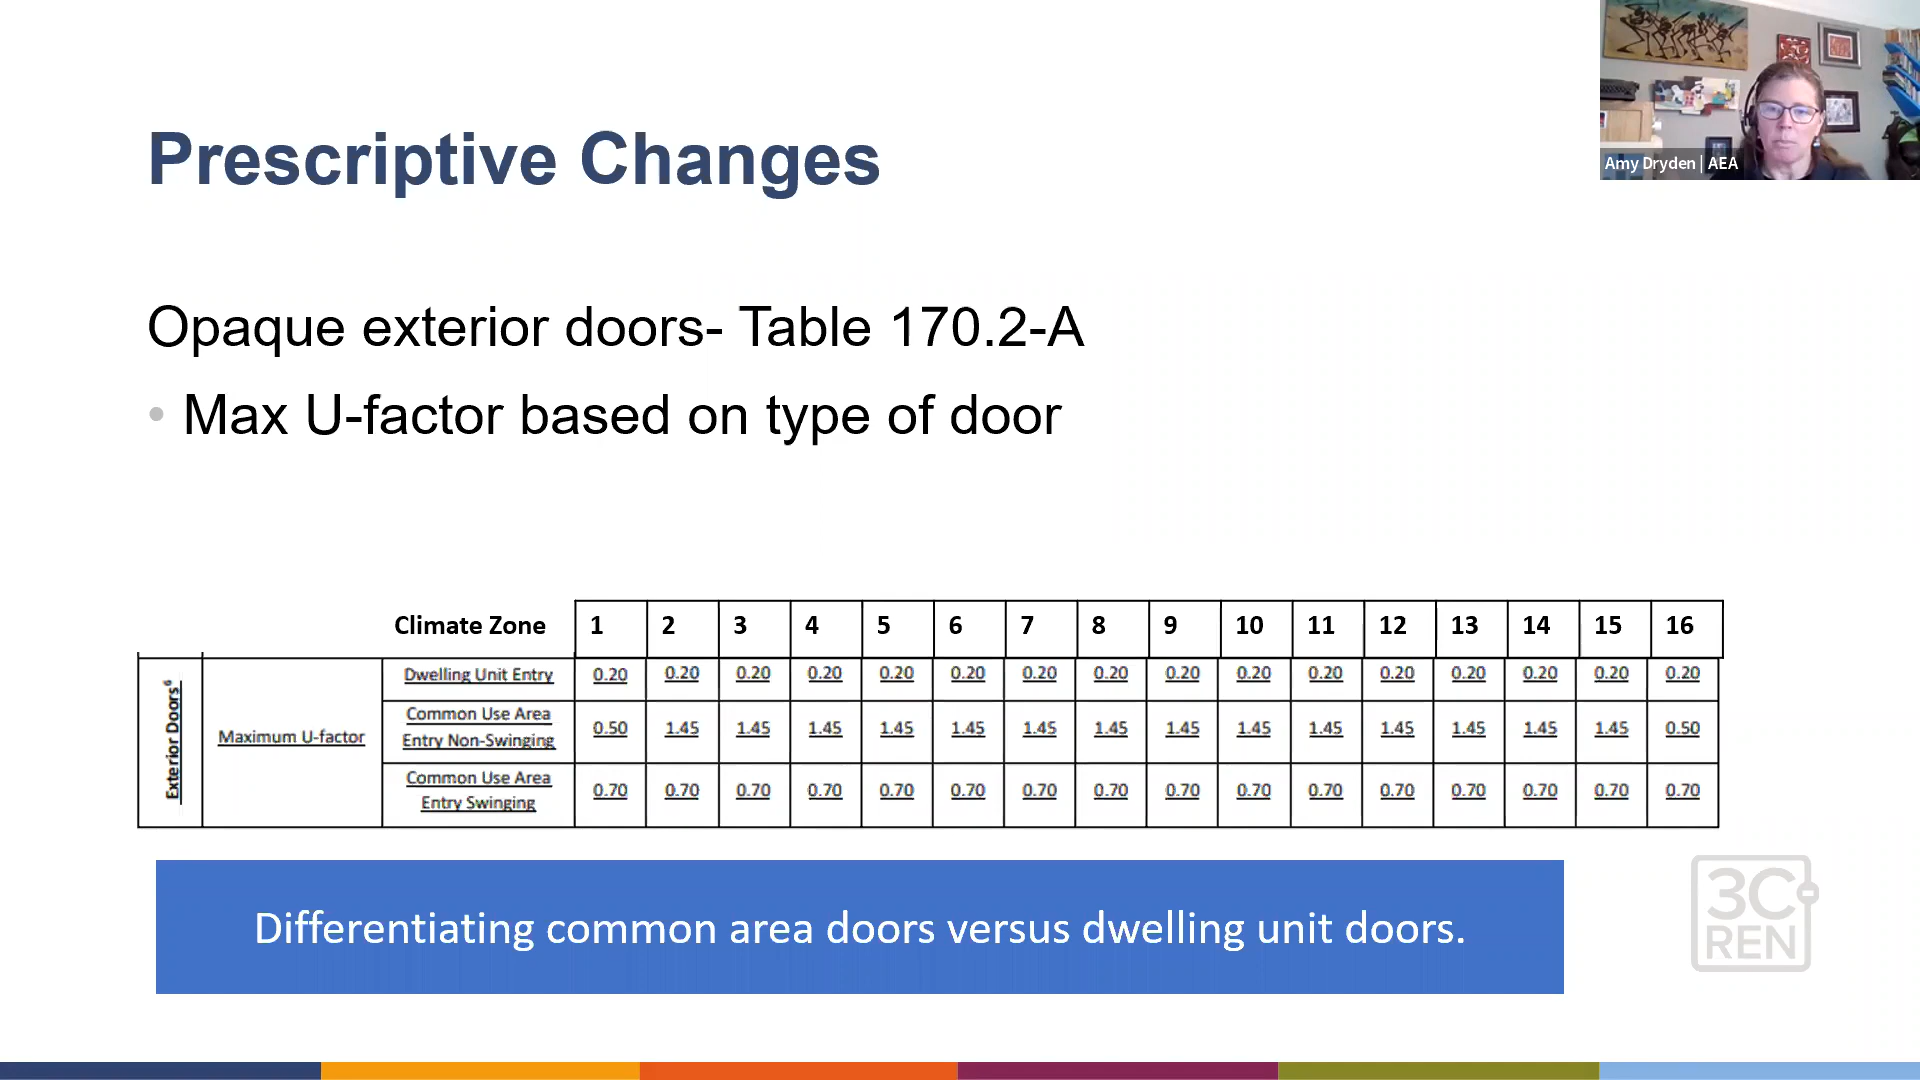 Amy Dryden | AEA
Prescriptive Changes
Opaque exterior doors- Table 170.2-A
• Max U-factor based on type of door
Climate Zone 1 2 3 4 5 6 7 8 9 10 11 12 13 14 15 16
Exterior Doors⁶
Maximum U-factor
Dwelling Unit Entry 0.20 0.20 0.20 0.20 0.20 0.20 0.20 0.20 0.20 0.20 0.20 0.20 0.20 0.20 0.20 0.20
Common Use Area
Entry Non-Swinging 0.50 1.45 1.45 1.45 1.45 1.45 1.45 1.45 1.45 1.45 1.45 1.45 1.45 1.45 1.45 0.50
Common Use Area
Entry Swinging 0.70 0.70 0.70 0.70 0.70 0.70 0.70 0.70 0.70 0.70 0.70 0.70 0.70 0.70 0.70 0.70
Differentiating common area doors versus dwelling unit doors.
3C
REN